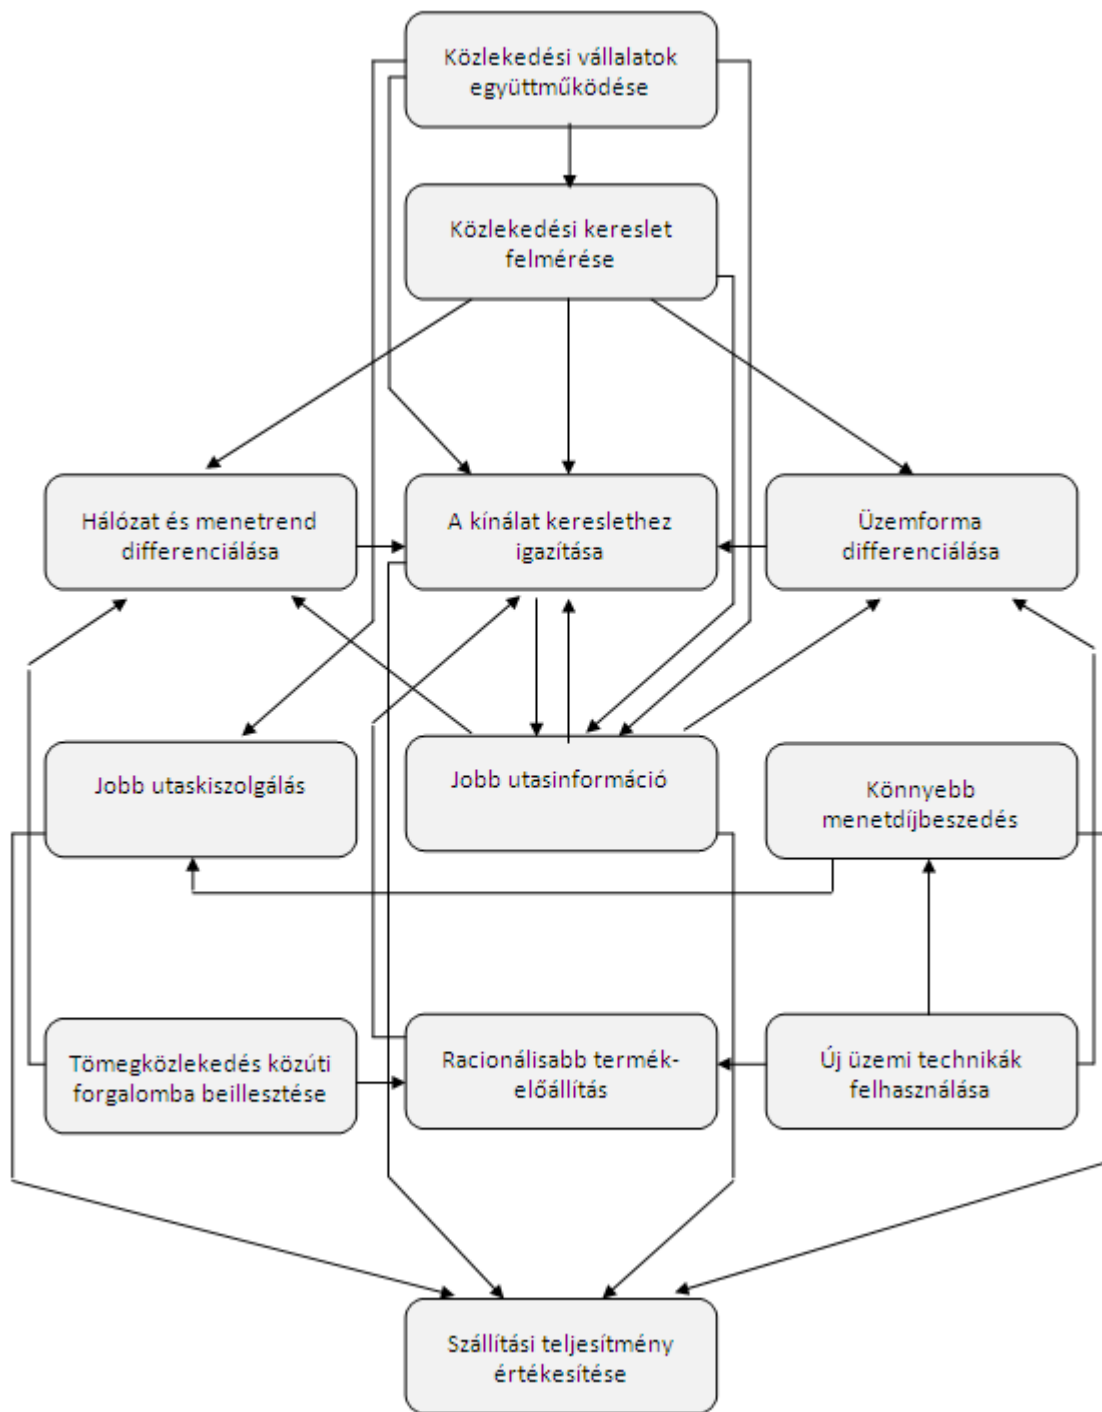 Közlekedési vállalatok
együttműködése
Közlekedési kereslet
felmérése
Hálózat és menetrend
differenciálása
A kínálat kereslethez
igazítása
Üzemforma
differenciálása
Jobb utaskiszolgálás
Jobb utasinformáció
Könnyebb
menetdíjbeszedés
Tömegközlekedés közúti
forgalomba beillesztése
Racionálisabb termék-
előállítás
Új üzemi technikák
felhasználása
Szállítási teljesítmény
értékesítése